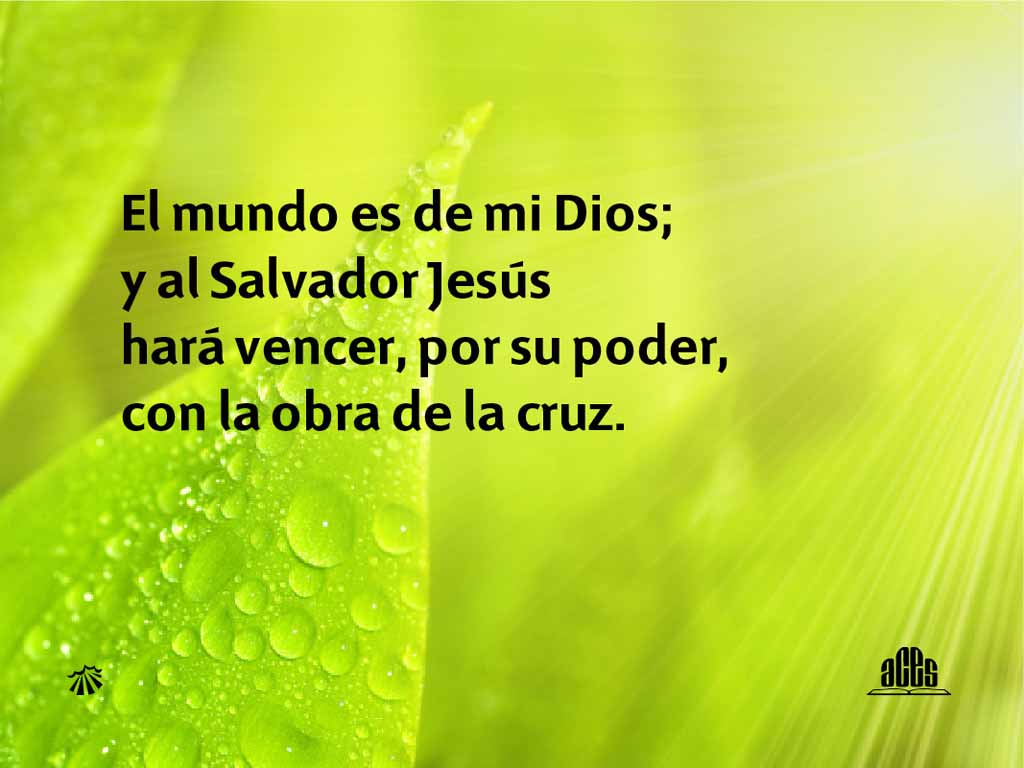 El mundo es de mi Dios;
y al Salvador Jesús
hará vencer, por su poder,
con la obra de la cruz.
aces